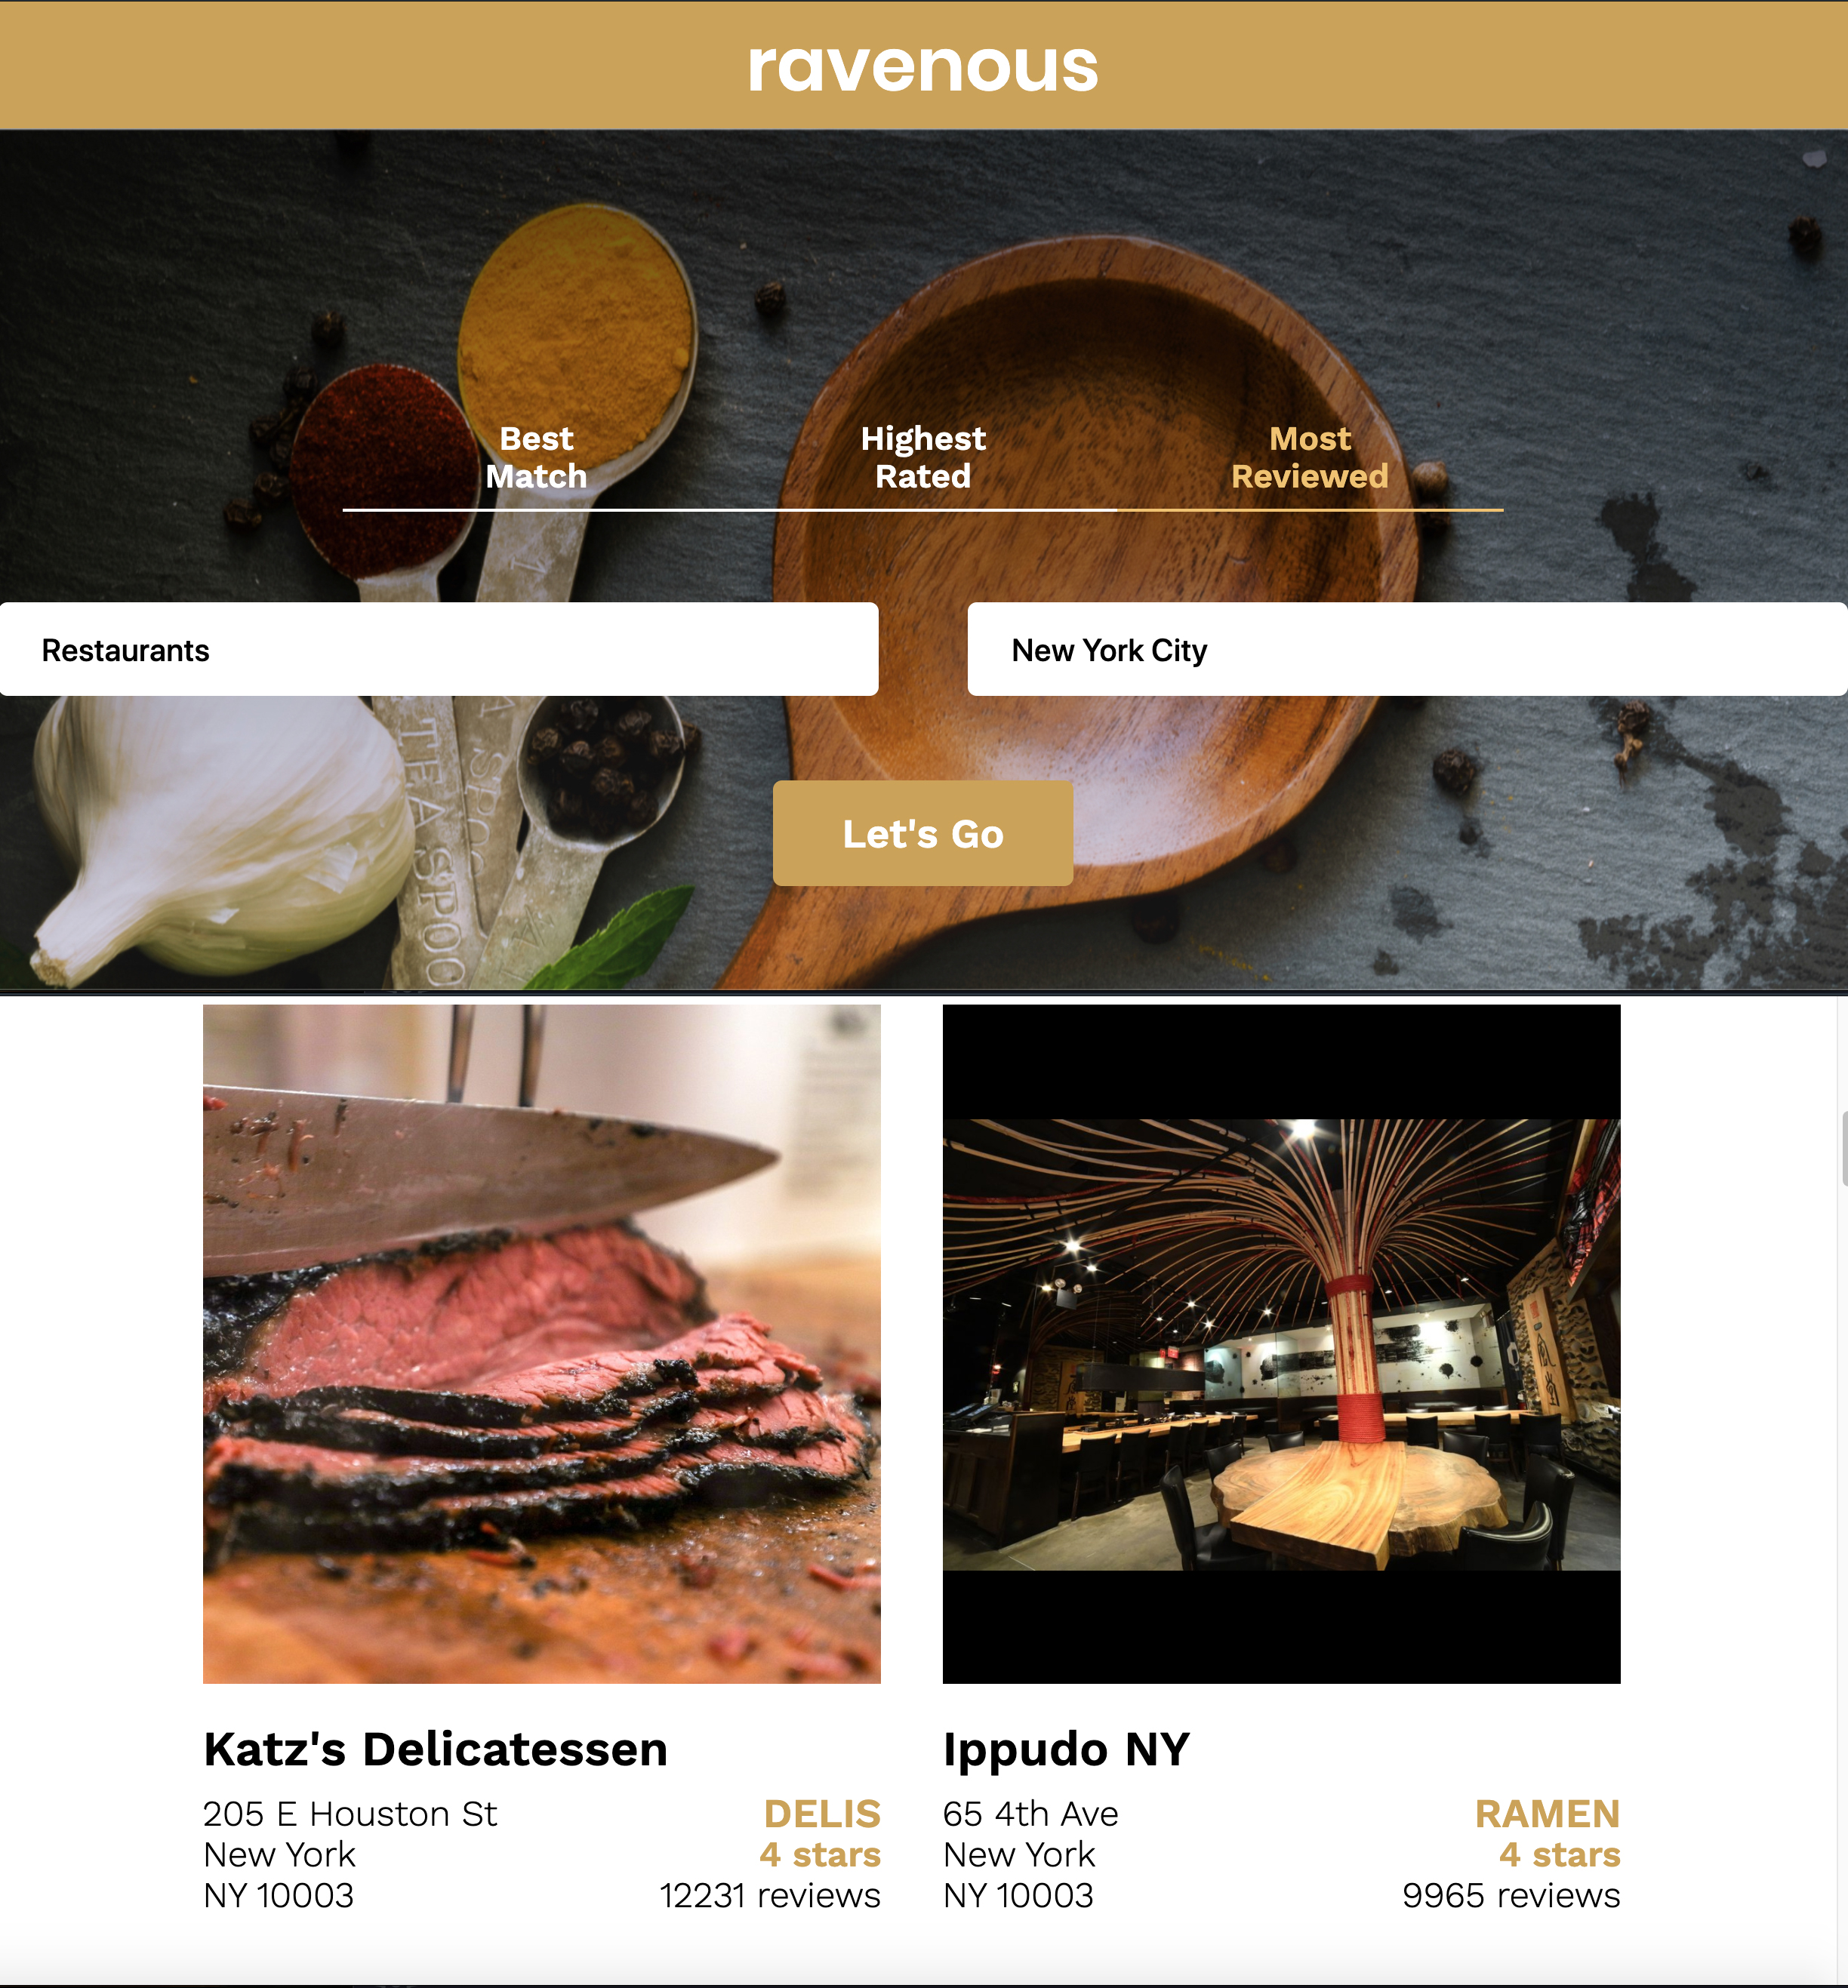 ravenous
Best
Match
Highest
Rated
Most
Reviewed
Restaurants
New York City
TEA SPOO
Let's Go
Katz's Delicatessen
205 E Houston St
New York
NY 10003
DELIS
4 stars
12231 reviews
Ippudo NY
65 4th Ave
New York
NY 10003
RAMEN
4 stars
9965 reviews